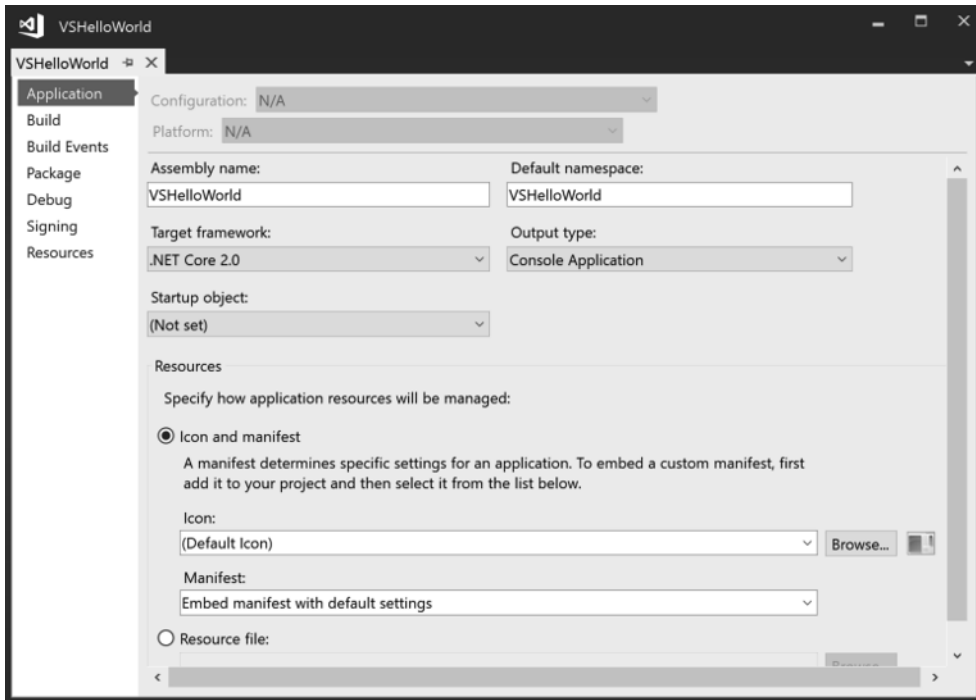 VSHelloWorld
VSHelloWorld
Application
Build
Build Events
Package
Debug
Signing
Resources
Configuration: N/A
Platform: N/A
Assembly name:
VSHelloWorld
Default namespace:
VSHelloWorld
Target framework:
.NET Core 2.0
Output type:
Console Application
Startup object:
(Not set)
Resources
Specify how application resources will be managed:
Icon and manifest
A manifest determines specific settings for an application. To embed a custom manifest, first
add it to your project and then select it from the list below.
Icon:
(Default Icon)
Browse...
Manifest:
Embed manifest with default settings
Resource file: